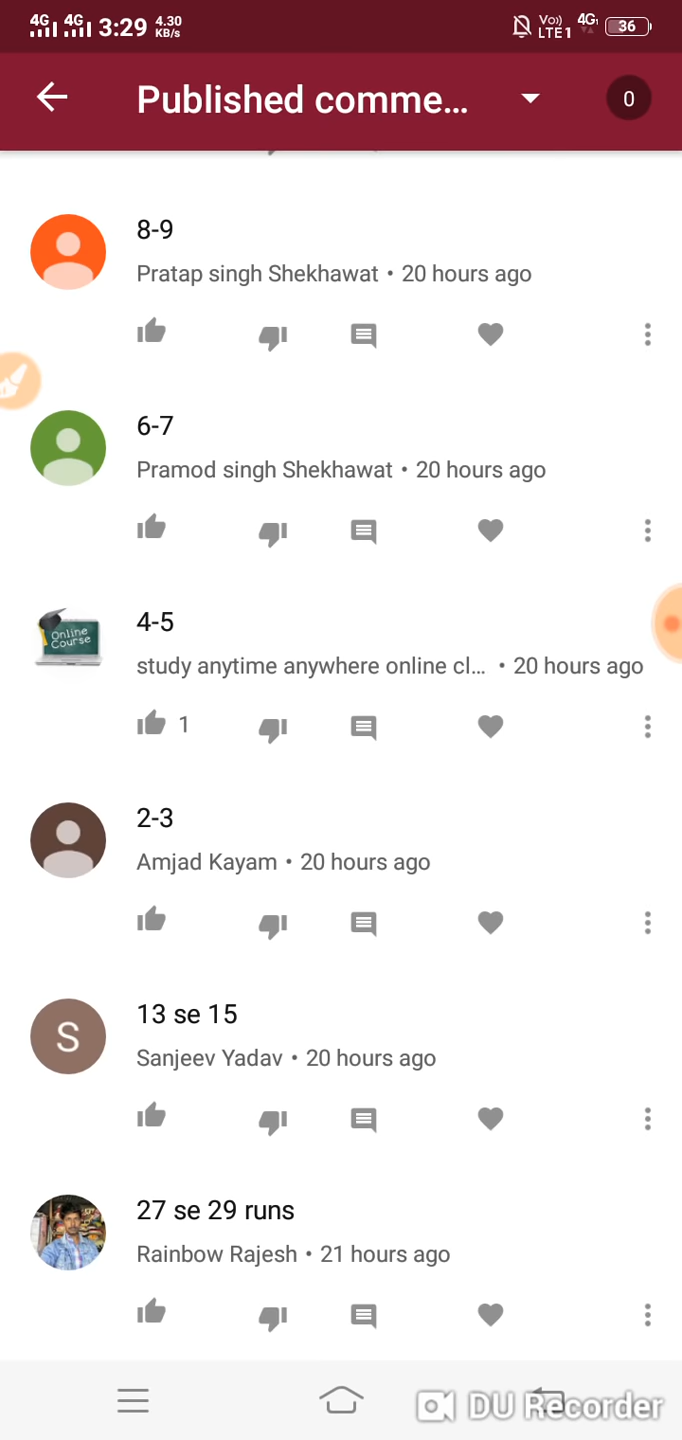 4G 4G 3:29 4.30 KB/s Vo)) LTE1 4G 36
Published comme... 0
8-9
Pratap singh Shekhawat • 20 hours ago
6-7
Pramod singh Shekhawat • 20 hours ago
Online Course
4-5
study anytime anywhere online cl... • 20 hours ago
1
2-3
Amjad Kayam • 20 hours ago
S
13 se 15
Sanjeev Yadav • 20 hours ago
27 se 29 runs
Rainbow Rajesh • 21 hours ago
DU Recorder